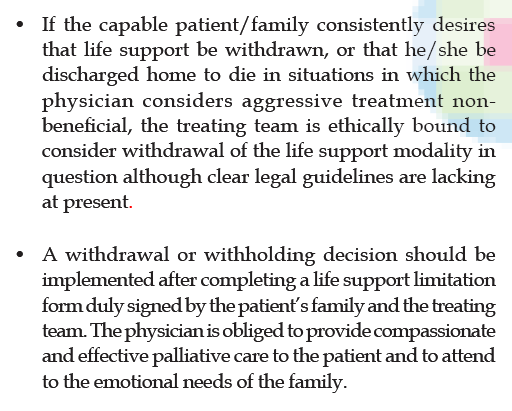 • If the capable patient/family consistently desires
that life support be withdrawn, or that he/she be
discharged home to die in situations in which the
physician considers aggressive treatment non-
beneficial, the treating team is ethically bound to
consider withdrawal of the life support modality in
question although clear legal guidelines are lacking
at present.
• A withdrawal or withholding decision should be
implemented after completing a life support limitation
form duly signed by the patient's family and the treating
team. The physician is obliged to provide compassionate
and effective palliative care to the patient and to attend
to the emotional needs of the family.